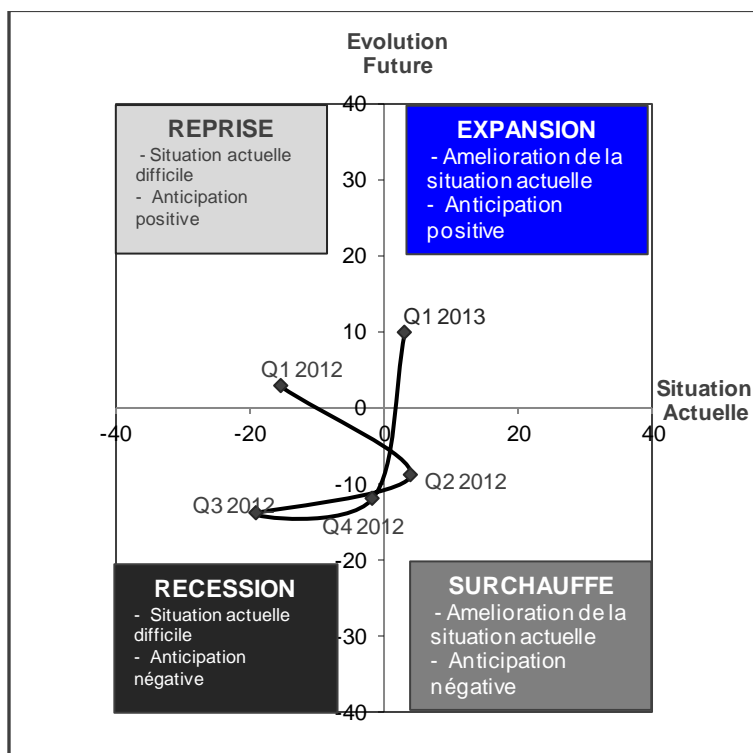 Evolution
Future
40
REPRISE
- Situation actuelle
difficile
- Anticipation
positive
EXPANSION
- Amelioration de la
situation actuelle
- Anticipation
positive
30
20
10
Q1 2013
Q1 2012
Situation
Actuelle
0
-40
-20
0
20
40
-10
Q2 2012
Q3 2012
Q4 2012
-20
RECESSION
- Situation actuelle
difficile
- Anticipation
négative
SURCHAUFFE
- Amelioration de la
situation actuelle
- Anticipation
négative
-30
-40